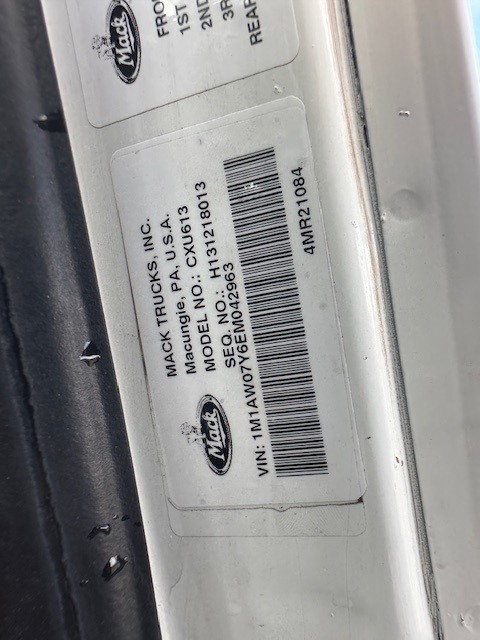 Mack
FRO
1ST
2ND
3R
REAR
MACK TRUCKS, INC.
Macungie, PA, U.S.A.
MODEL NO.: CXU613
SEQ. NO.: H131218013
VIN: 1M1AW07Y6EM042963
4MR21084
Mack